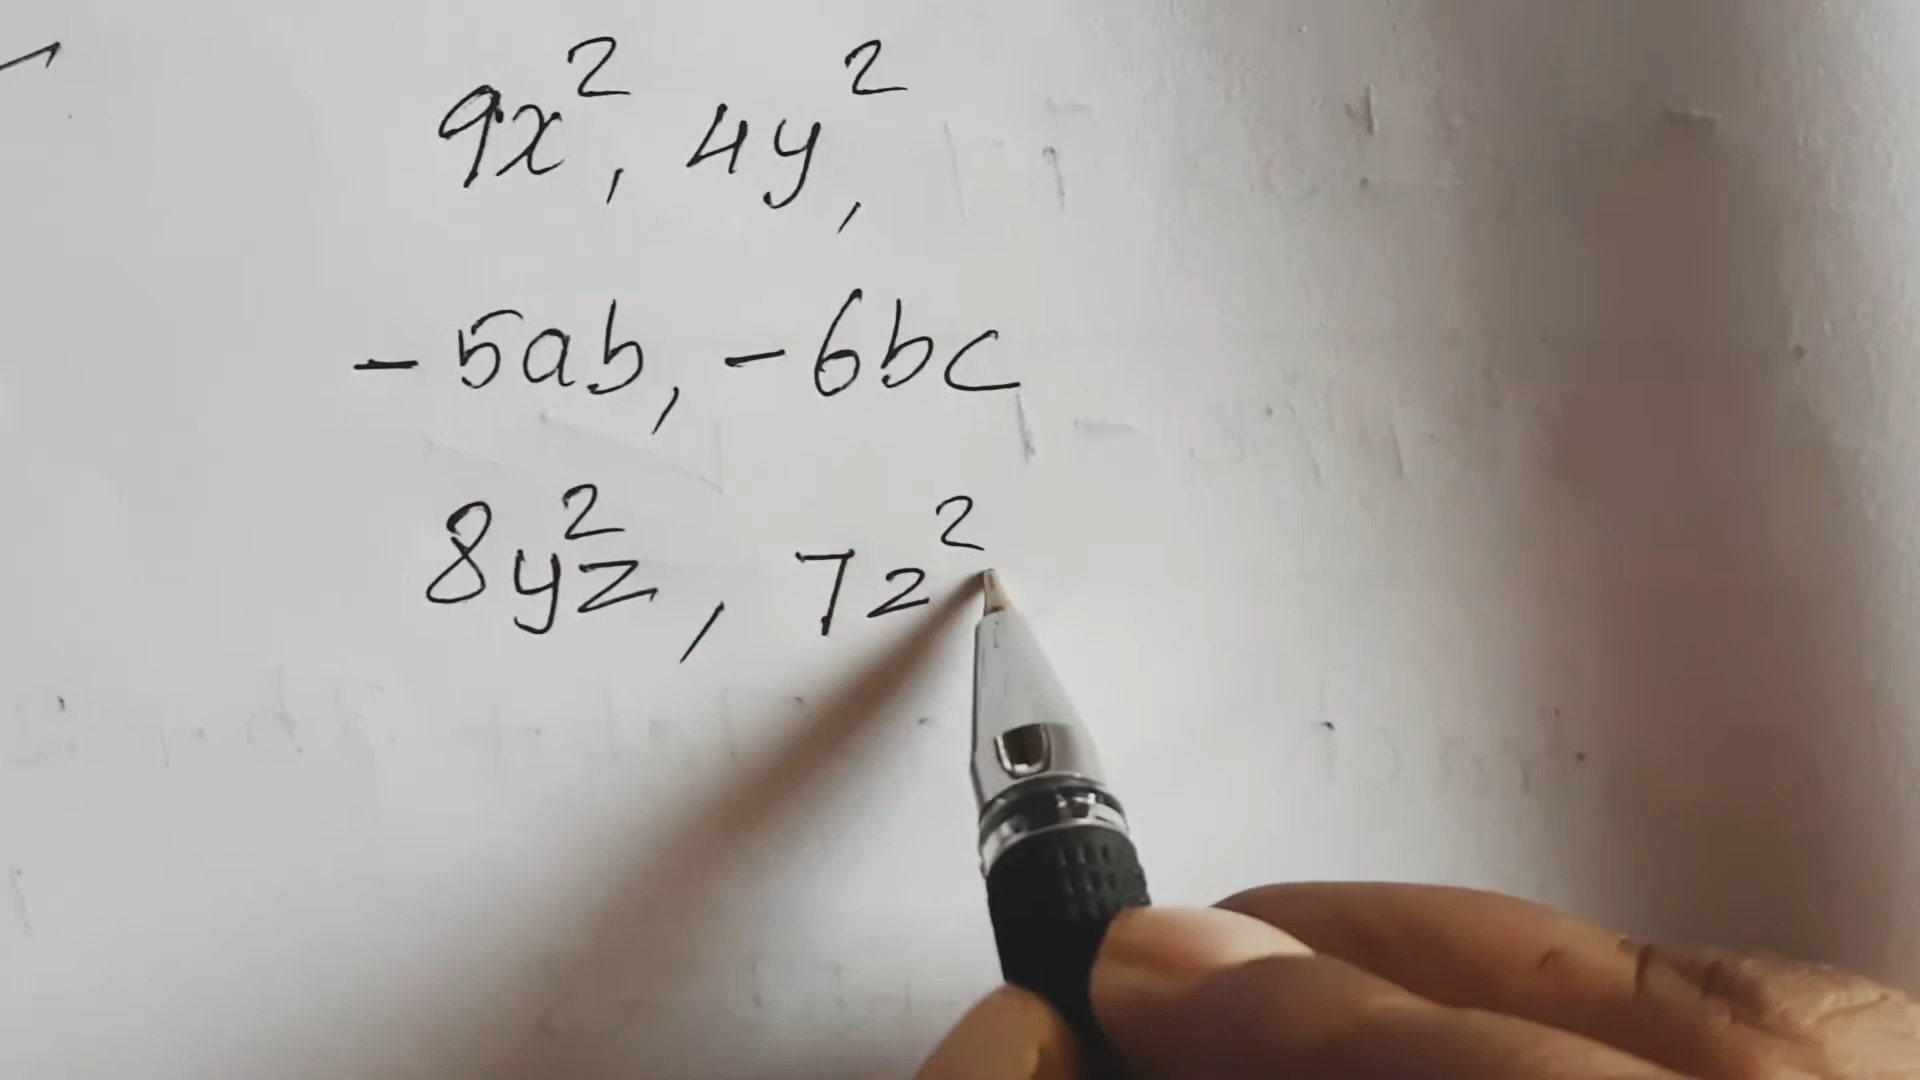 9x², 4y²,
-5ab, -6bc
8y²z, 7z²